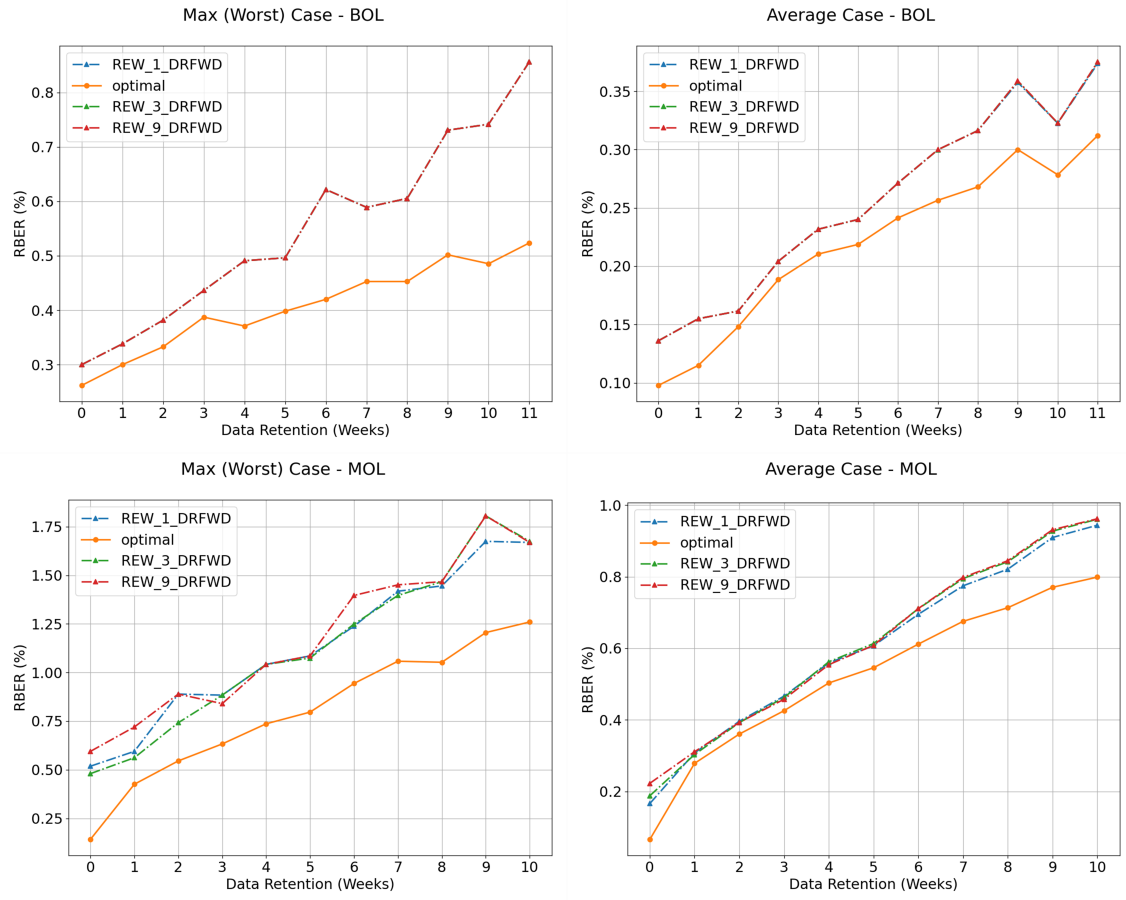 Max (Worst) Case - BOL
REW_1_DRFWD
optimal
REW_3_DRFWD
REW_9_DRFWD
RBER (%)
0.8
0.7
0.6
0.5
0.4
0.3
0 1 2 3 4 5 6 7 8 9 10 11
Data Retention (Weeks)
Average Case - BOL
REW_1_DRFWD
optimal
REW_3_DRFWD
REW_9_DRFWD
RBER (%)
0.35
0.30
0.25
0.20
0.15
0.10
0 1 2 3 4 5 6 7 8 9 10 11
Data Retention (Weeks)
Max (Worst) Case - MOL
REW_1_DRFWD
optimal
REW_3_DRFWD
REW_9_DRFWD
RBER (%)
1.75
1.50
1.25
1.00
0.75
0.50
0.25
0 1 2 3 4 5 6 7 8 9 10
Data Retention (Weeks)
Average Case - MOL
REW_1_DRFWD
optimal
REW_3_DRFWD
REW_9_DRFWD
RBER (%)
1.0
0.8
0.6
0.4
0.2
0 1 2 3 4 5 6 7 8 9 10
Data Retention (Weeks)